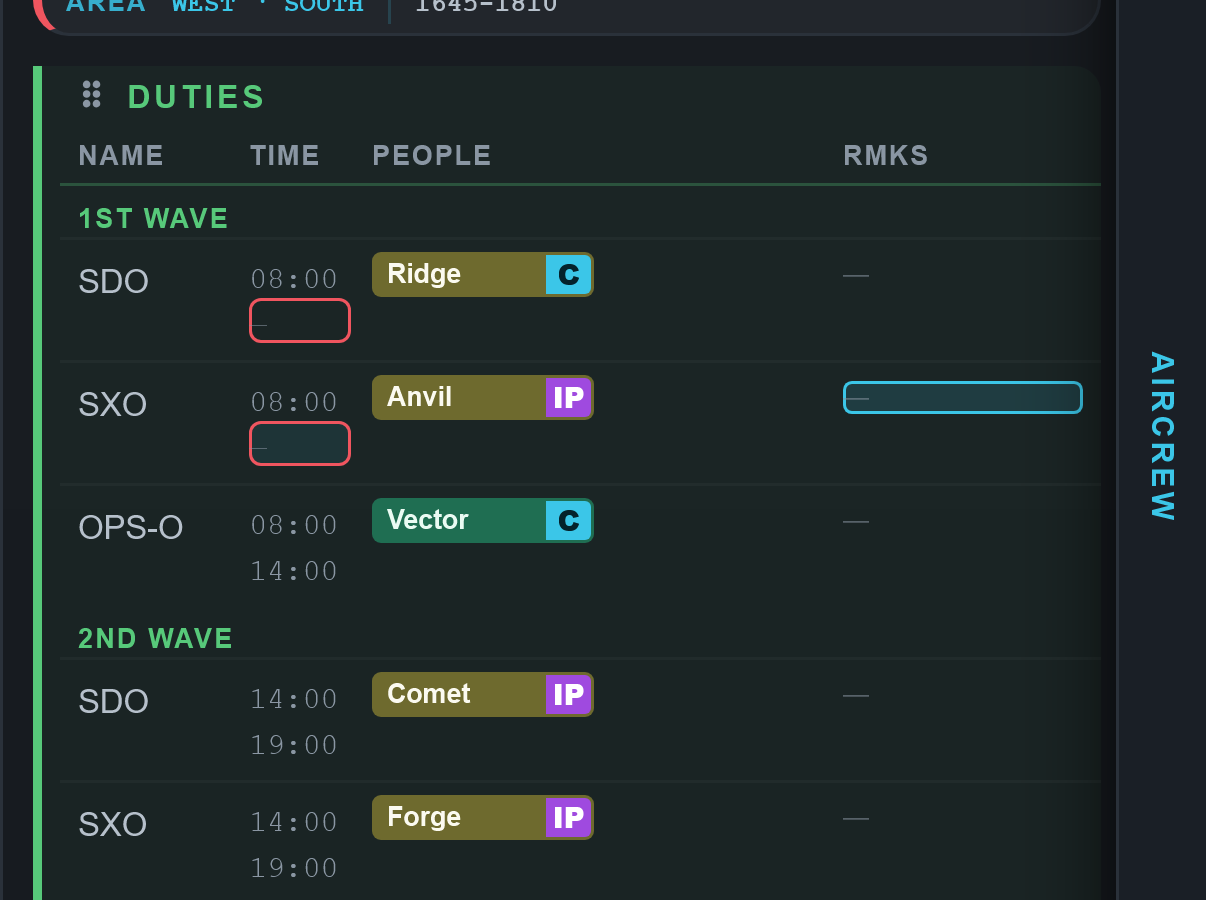 AREA WEST · SOUTH 1645–1810
DUTIES
NAME TIME PEOPLE RMKS
1ST WAVE
SDO 08:00 Ridge C —
—
SXO 08:00 Anvil IP —
—
OPS-O 08:00 Vector C —
14:00
2ND WAVE
SDO 14:00 Comet IP —
19:00
SXO 14:00 Forge IP —
19:00
AIRCREW